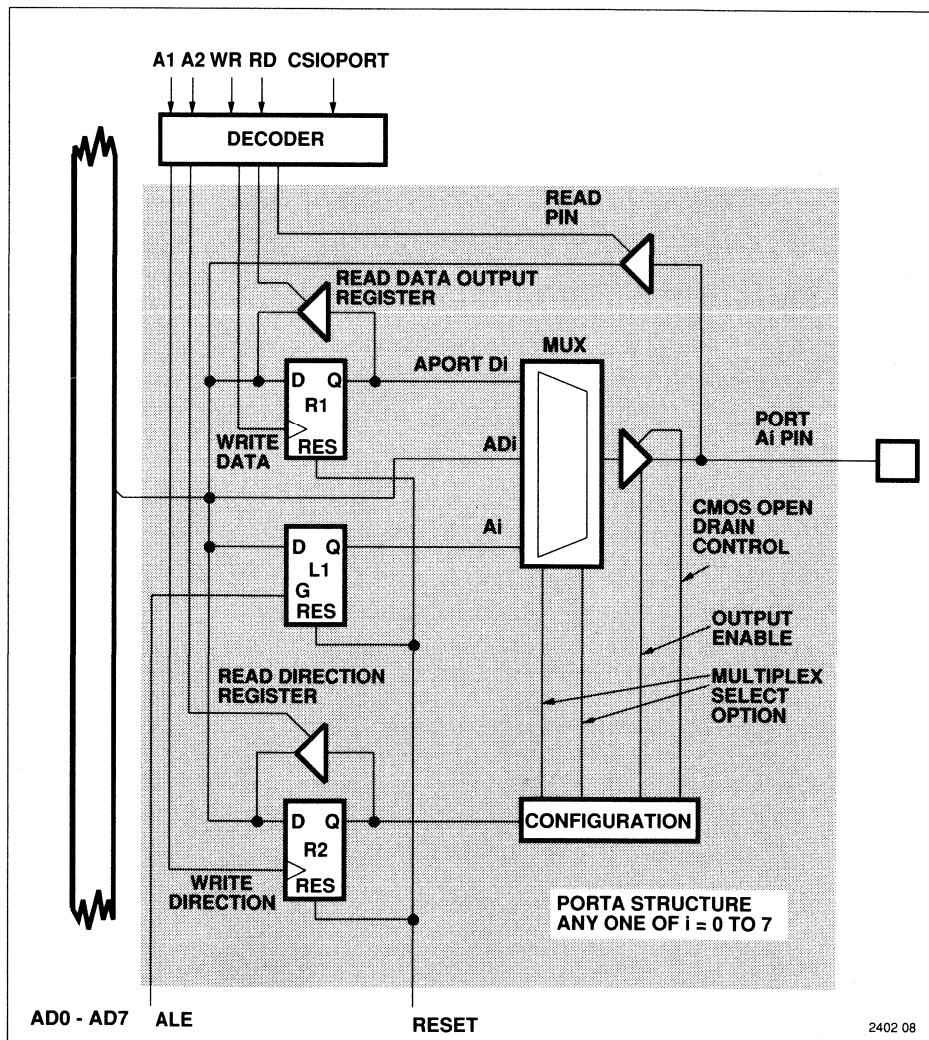 A1 A2 WR RD CSIOPORT
DECODER
READ
PIN
READ DATA OUTPUT
REGISTER
MUX
APORT Di
D Q
R1
RES
WRITE
DATA
ADi
PORT
Ai PIN
CMOS OPEN
DRAIN
CONTROL
Ai
D Q
L1
G
RES
OUTPUT
ENABLE
READ DIRECTION
REGISTER
MULTIPLEX
SELECT
OPTION
D Q
R2
RES
CONFIGURATION
WRITE
DIRECTION
PORTA STRUCTURE
ANY ONE OF i = 0 TO 7
AD0 - AD7 ALE
RESET
2402 08